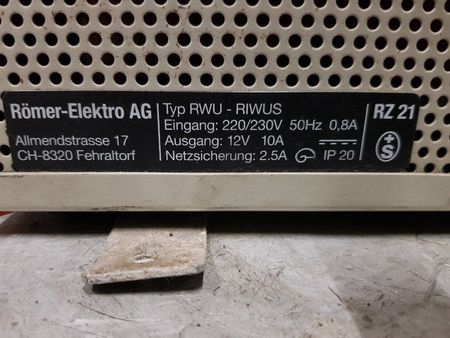 Römer-Elektro AG
Allmendstrasse 17
CH-8320 Fehraltorf
Typ RWU - RIWUS
Eingang: 220/230V 50Hz 0,8A
Ausgang: 12V 10A
Netzsicherung: 2.5A IP 20
RZ 21
+S